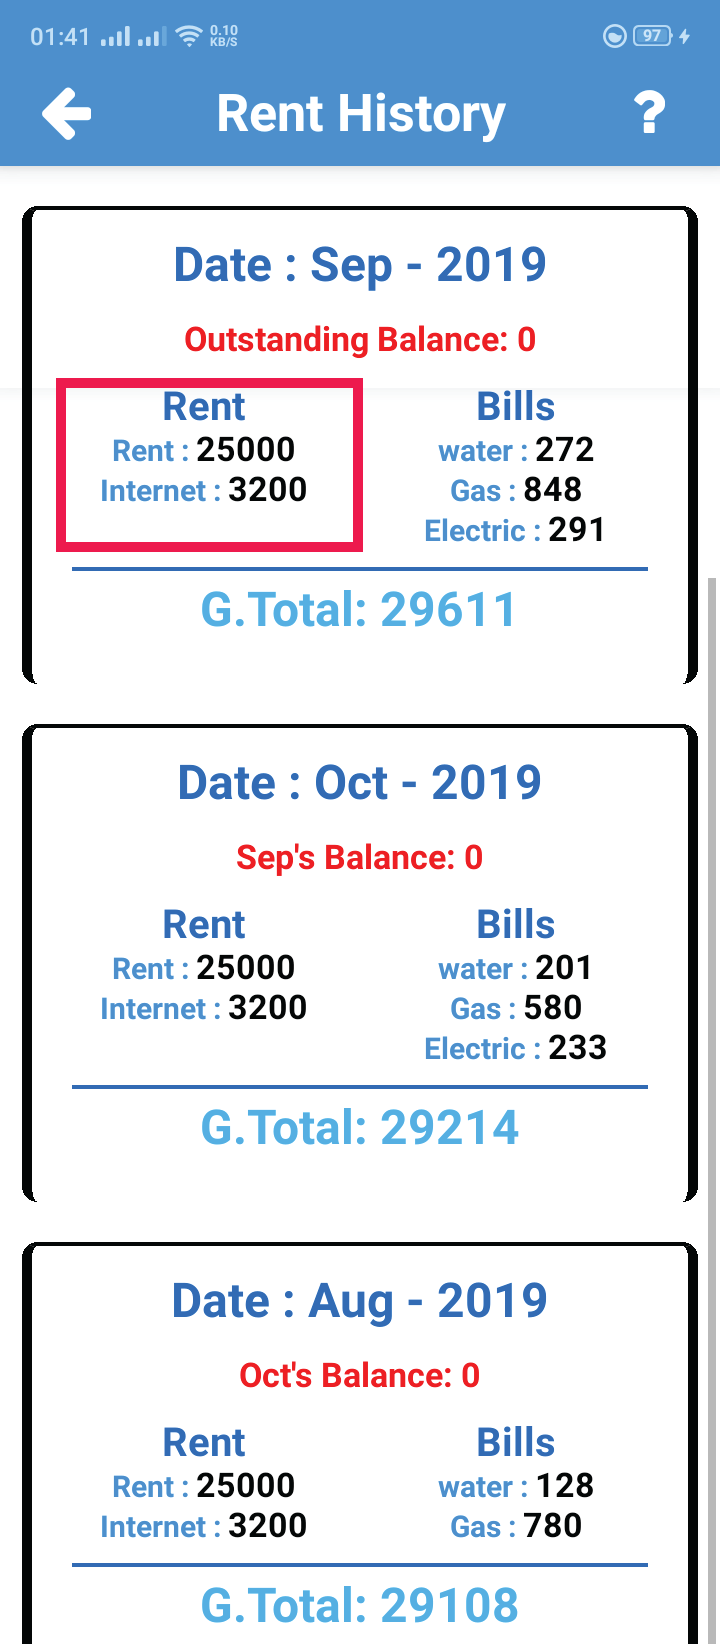 01:41 0.10 KB/S 97
Rent History ?
Date : Sep - 2019
Outstanding Balance: 0
Rent
Rent : 25000
Internet : 3200
Bills
water : 272
Gas : 848
Electric : 291
G.Total: 29611
Date : Oct - 2019
Sep's Balance: 0
Rent
Rent : 25000
Internet : 3200
Bills
water : 201
Gas : 580
Electric : 233
G.Total: 29214
Date : Aug - 2019
Oct's Balance: 0
Rent
Rent : 25000
Internet : 3200
Bills
water : 128
Gas : 780
G.Total: 29108